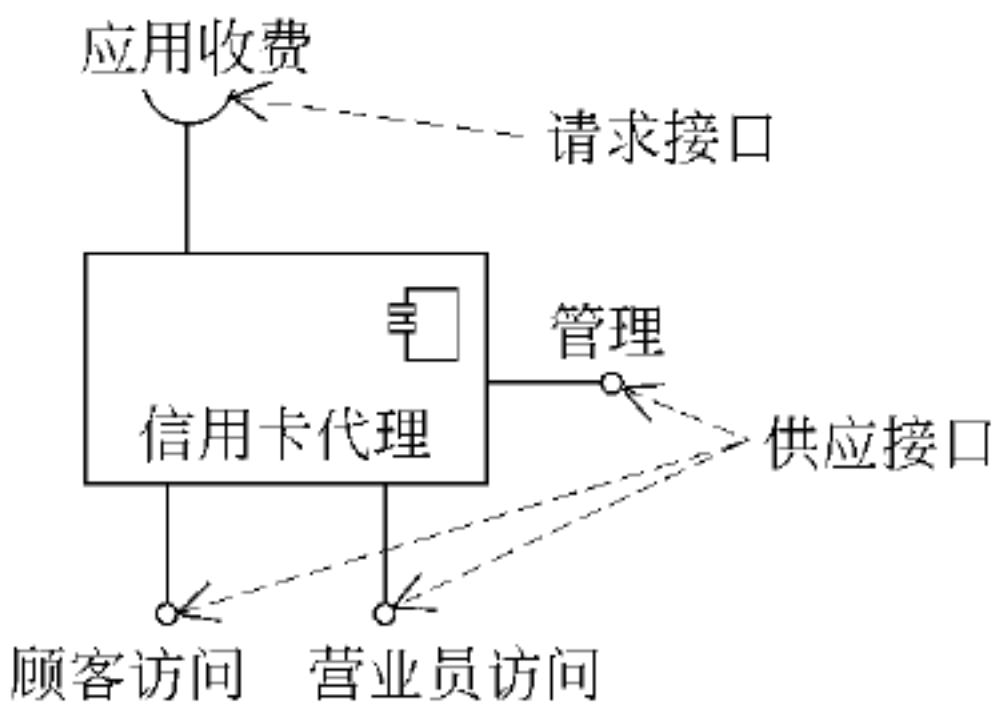 应用收费
请求接口
管理
信用卡代理
供应接口
顾客访问
营业员访问